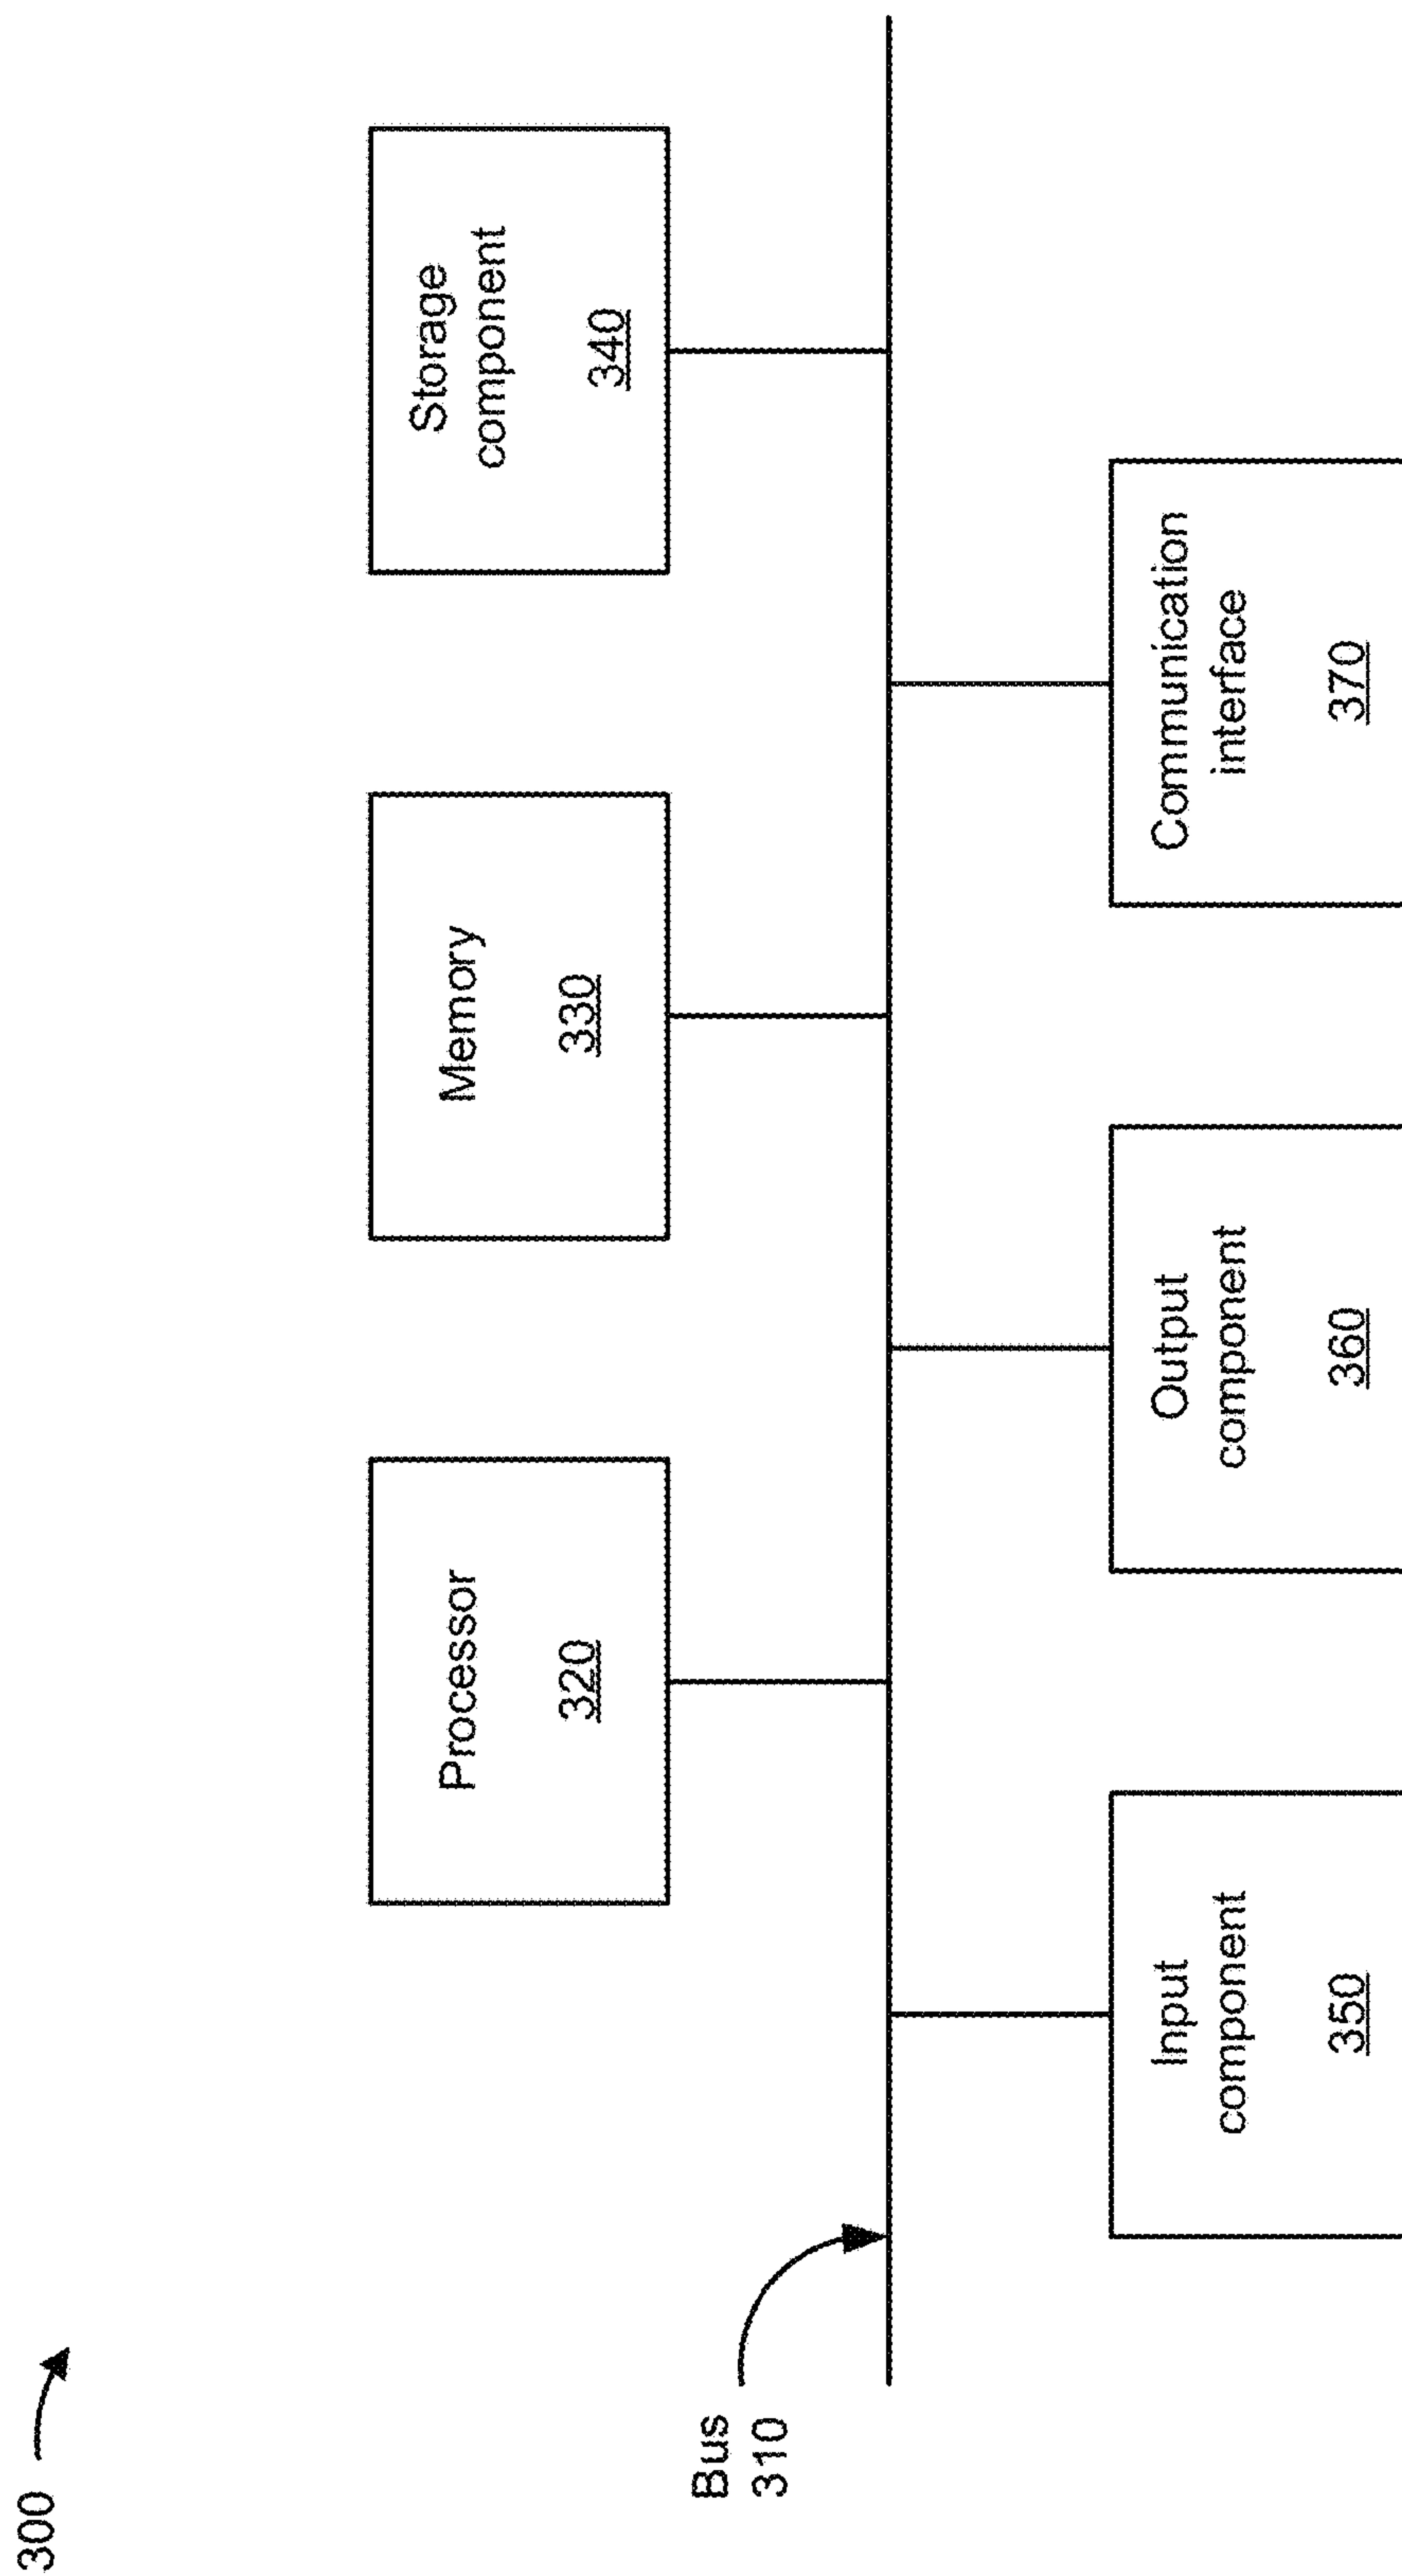 300
Processor
320
Memory
330
Storage
component
340
Bus
310
Input
component
350
Output
component
360
Communication
interface
370